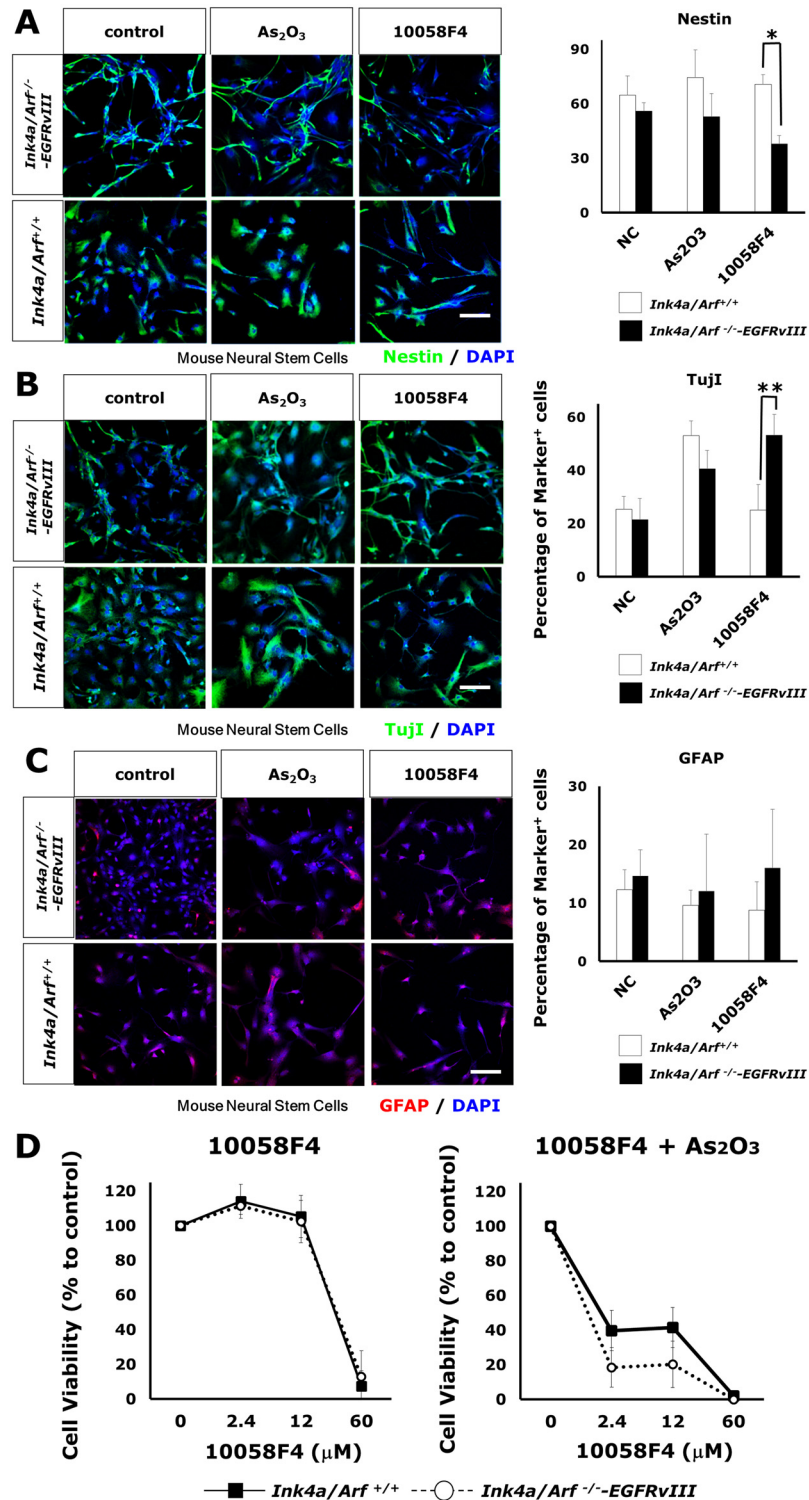 A
control
As₂O₃
10058F4
Ink4a/Arf⁻/⁻
-EGFRvIII
Ink4a/Arf⁺/⁺
Mouse Neural Stem Cells
Nestin / DAPI
Nestin
90
60
30
0
*
NC
As2O3
10058F4
Ink4a/Arf⁺/⁺
Ink4a/Arf ⁻/⁻-EGFRvIII
B
control
As₂O₃
10058F4
Ink4a/Arf⁻/⁻
-EGFRvIII
Ink4a/Arf⁺/⁺
Mouse Neural Stem Cells
TujI / DAPI
TujI
Percentage of Marker⁺ cells
60
40
20
0
**
NC
As2O3
10058F4
Ink4a/Arf⁺/⁺
Ink4a/Arf ⁻/⁻-EGFRvIII
C
control
As₂O₃
10058F4
Ink4a/Arf⁻/⁻
-EGFRvIII
Ink4a/Arf⁺/⁺
Mouse Neural Stem Cells
GFAP / DAPI
GFAP
Percentage of Marker⁺ cells
30
20
10
0
NC
As2O3
10058F4
Ink4a/Arf⁺/⁺
Ink4a/Arf ⁻/⁻-EGFRvIII
D
10058F4
Cell Viability (% to control)
120
100
80
60
40
20
0
0 2.4 12 60
10058F4 (μM)
10058F4 + As₂O₃
Cell Viability (% to control)
120
100
80
60
40
20
0
0 2.4 12 60
10058F4 (μM)
Ink4a/Arf ⁺/⁺
Ink4a/Arf ⁻/⁻-EGFRvIII